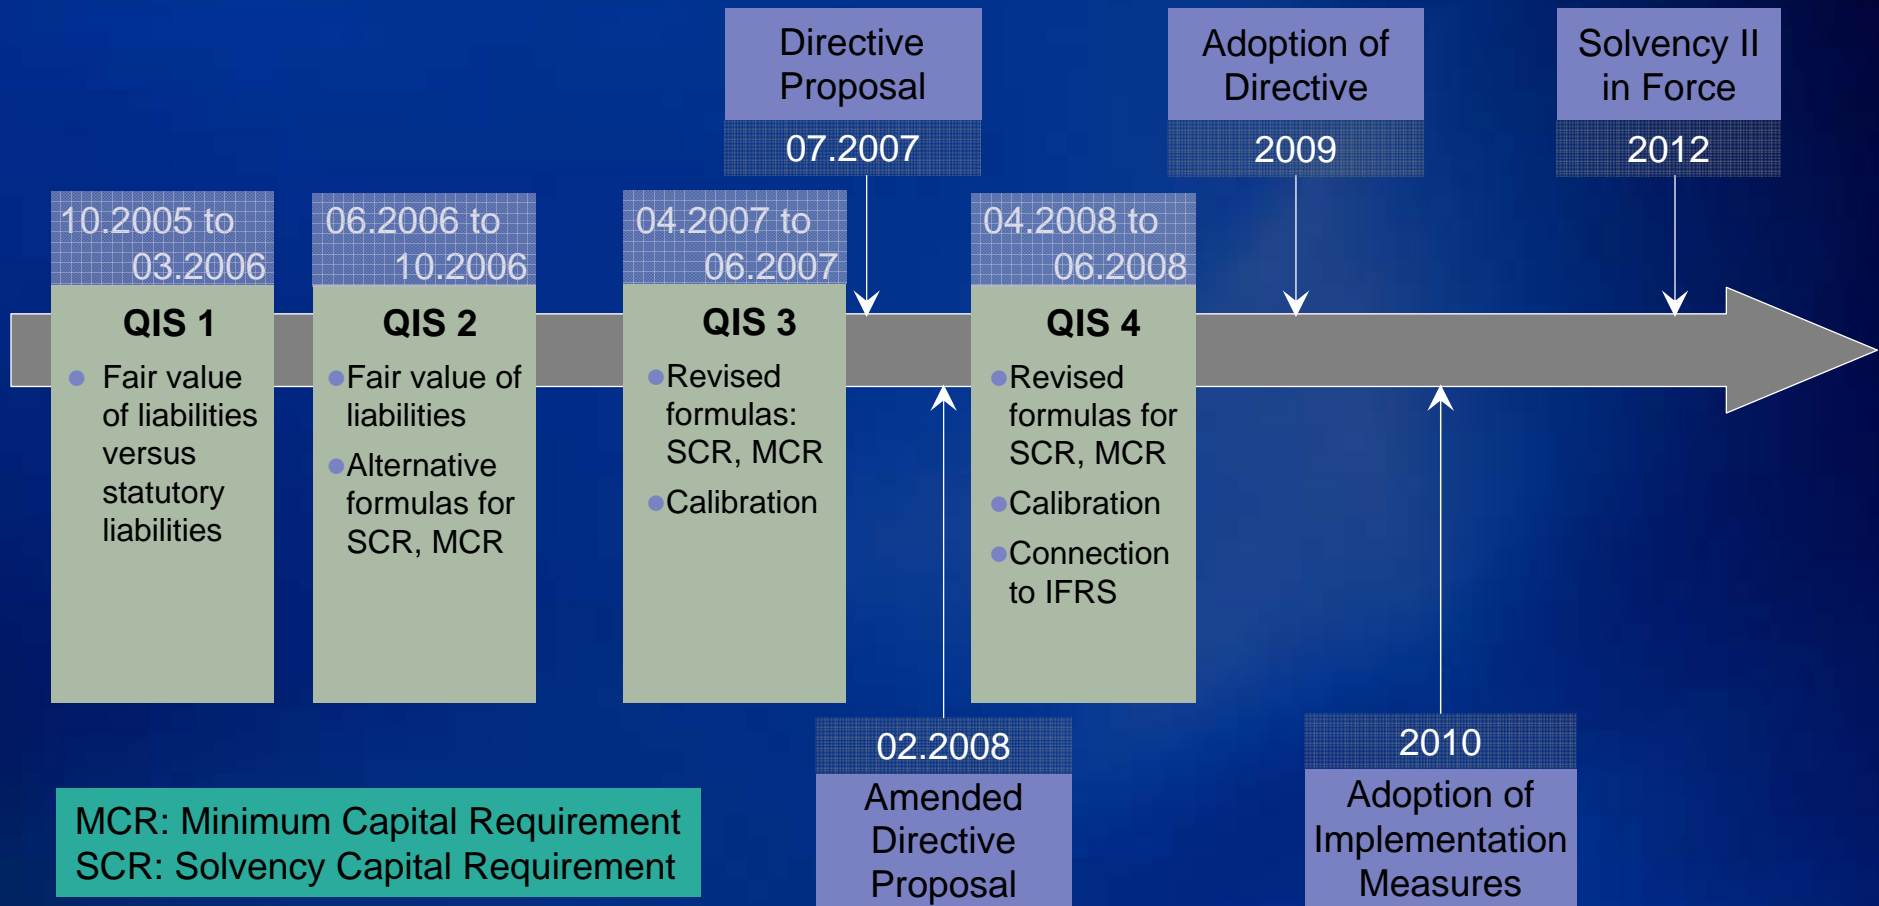 Directive
Proposal
07.2007
Adoption of
Directive
2009
Solvency II
in Force
2012
10.2005 to
03.2006
QIS 1
Fair value
of liabilities
versus
statutory
liabilities
06.2006 to
10.2006
QIS 2
Fair value of
liabilities
Alternative
formulas for
SCR, MCR
04.2007 to
06.2007
QIS 3
Revised
formulas:
SCR, MCR
Calibration
04.2008 to
06.2008
QIS 4
Revised
formulas for
SCR, MCR
Calibration
Connection
to IFRS
02.2008
Amended
Directive
Proposal
2010
Adoption of
Implementation
Measures
MCR: Minimum Capital Requirement
SCR: Solvency Capital Requirement